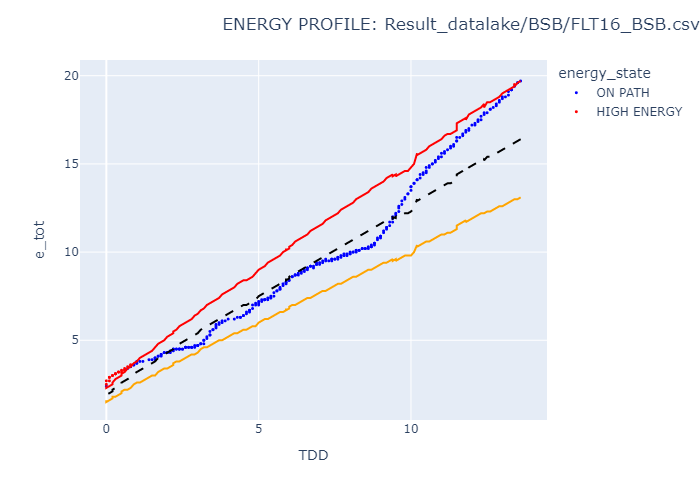 ENERGY PROFILE: Result_datalake/BSB/FLT16_BSB.csv
energy_state
ON PATH
HIGH ENERGY
20
15
10
5
e_tot
0
5
10
TDD